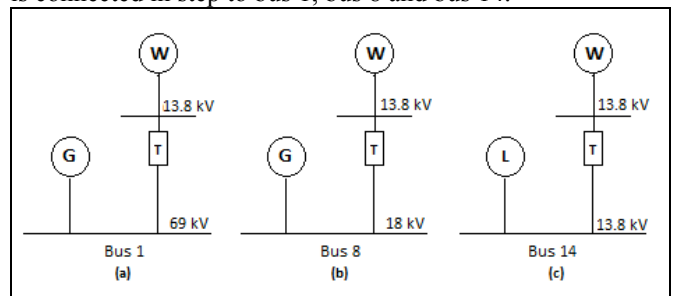 is connected in step to bus 1, bus 8 and bus 14.
W W W
13.8 kV 13.8 kV 13.8 kV
G T G T L T
69 kV 18 kV 13.8 kV
Bus 1 Bus 8 Bus 14
(a) (b) (c)